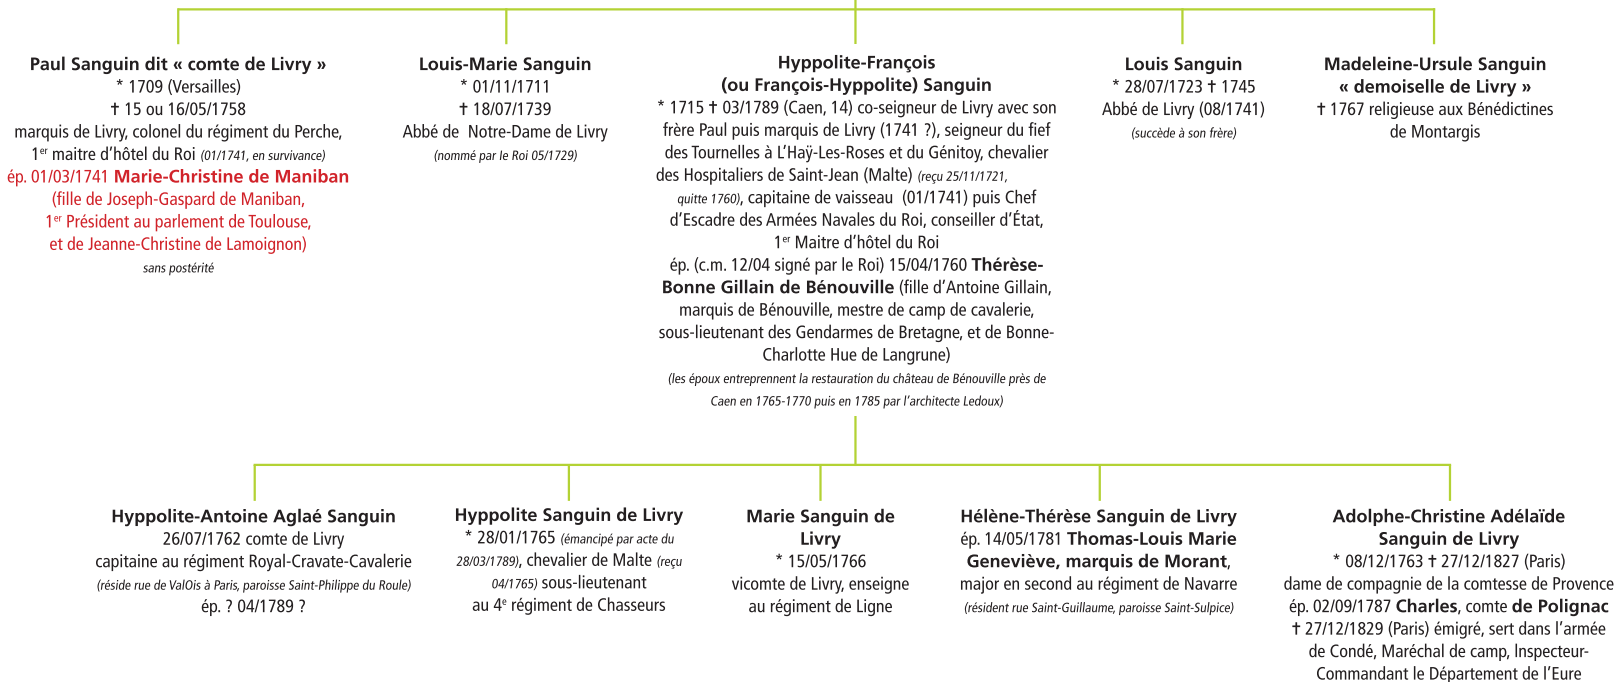 Paul Sanguin dit « comte de Livry »
* 1709 (Versailles)
✝ 15 ou 16/05/1758
marquis de Livry, colonel du régiment du Perche,
1er maitre d’hôtel du Roi (01/1741, en survivance)
ép. 01/03/1741 Marie-Christine de Maniban
(fille de Joseph-Gaspard de Maniban,
1er Président au parlement de Toulouse,
et de Jeanne-Christine de Lamoignon)
sans postérité
Louis-Marie Sanguin
* 01/11/1711
✝ 18/07/1739
Abbé de Notre-Dame de Livry
(nommé par le Roi 05/1729)
Hyppolite-François
(ou François-Hyppolite) Sanguin
* 1715 ✝ 03/1789 (Caen, 14) co-seigneur de Livry avec son
frère Paul puis marquis de Livry (1741 ?), seigneur du fief
des Tournelles à L’Haÿ-Les-Roses et du Génitoy, chevalier
des Hospitaliers de Saint-Jean (Malte) (reçu 25/11/1721,
quitte 1760), capitaine de vaisseau (01/1741) puis Chef
d’Escadre des Armées Navales du Roi, conseiller d’État,
1er Maitre d’hôtel du Roi
ép. (c.m. 12/04 signé par le Roi) 15/04/1760 Thérèse-
Bonne Gillain de Bénouville (fille d’Antoine Gillain,
marquis de Bénouville, mestre de camp de cavalerie,
sous-lieutenant des Gendarmes de Bretagne, et de Bonne-
Charlotte Hue de Langrune)
(les époux entreprennent la restauration du château de Bénouville près de
Caen en 1765-1770 puis en 1785 par l’architecte Ledoux)
Louis Sanguin
* 28/07/1723 ✝ 1745
Abbé de Livry (08/1741)
(succède à son frère)
Madeleine-Ursule Sanguin
« demoiselle de Livry »
✝ 1767 religieuse aux Bénédictines
de Montargis
Hyppolite-Antoine Aglaé Sanguin
26/07/1762 comte de Livry
capitaine au régiment Royal-Cravate-Cavalerie
(réside rue de ValOis à Paris, paroisse Saint-Philippe du Roule)
ép. ? 04/1789 ?
Hyppolite Sanguin de Livry
* 28/01/1765 (émancipé par acte du
28/03/1789), chevalier de Malte (reçu
04/1765) sous-lieutenant
au 4e régiment de Chasseurs
Marie Sanguin de
Livry
* 15/05/1766
vicomte de Livry, enseigne
au régiment de Ligne
Hélène-Thérèse Sanguin de Livry
ép. 14/05/1781 Thomas-Louis Marie
Geneviève, marquis de Morant,
major en second au régiment de Navarre
(résident rue Saint-Guillaume, paroisse Saint-Sulpice)
Adolphe-Christine Adélaïde
Sanguin de Livry
* 08/12/1763 ✝ 27/12/1827 (Paris)
dame de compagnie de la comtesse de Provence
ép. 02/09/1787 Charles, comte de Polignac
✝ 27/12/1829 (Paris) émigré, sert dans l’armée
de Condé, Maréchal de camp, Inspecteur-
Commandant le Département de l’Eure